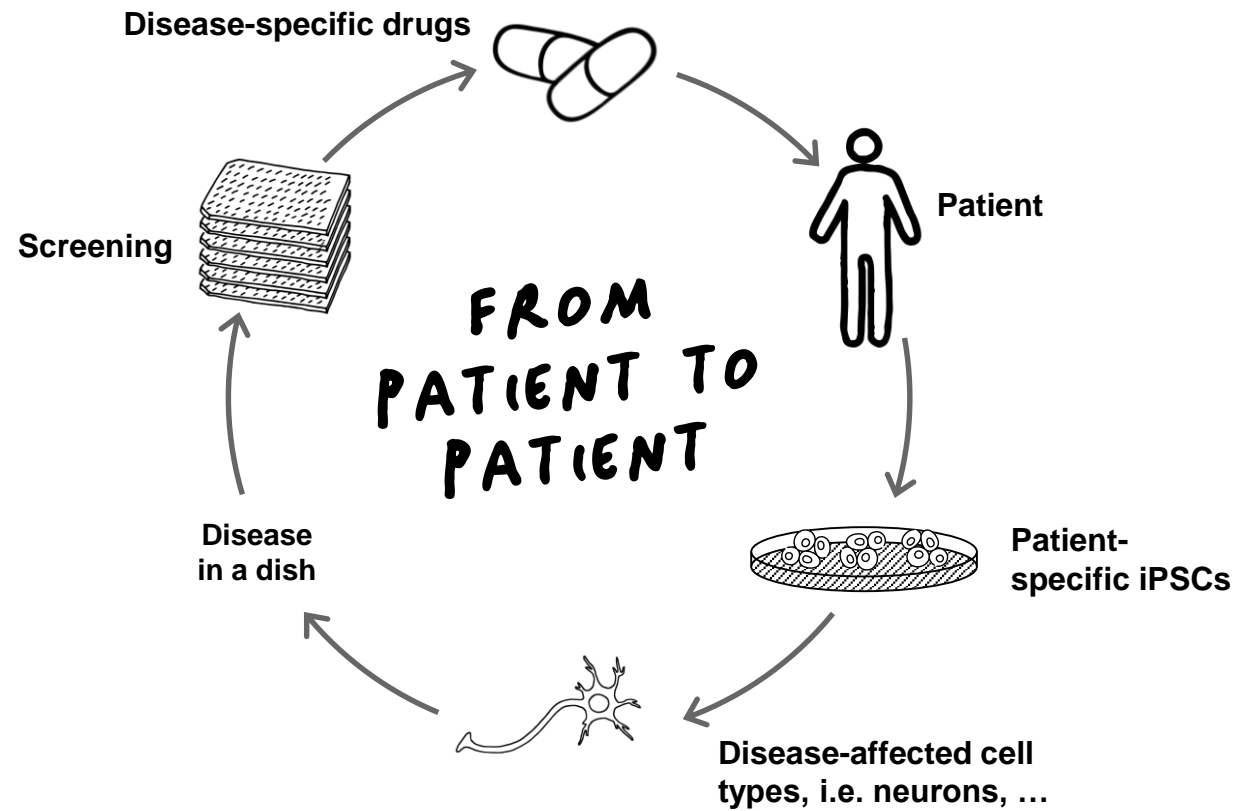 Disease-specific drugs
Patient
Screening
FROM
PATIENT TO
PATIENT
Disease
in a dish
Patient-
specific iPSCs
Disease-affected cell
types, i.e. neurons, …